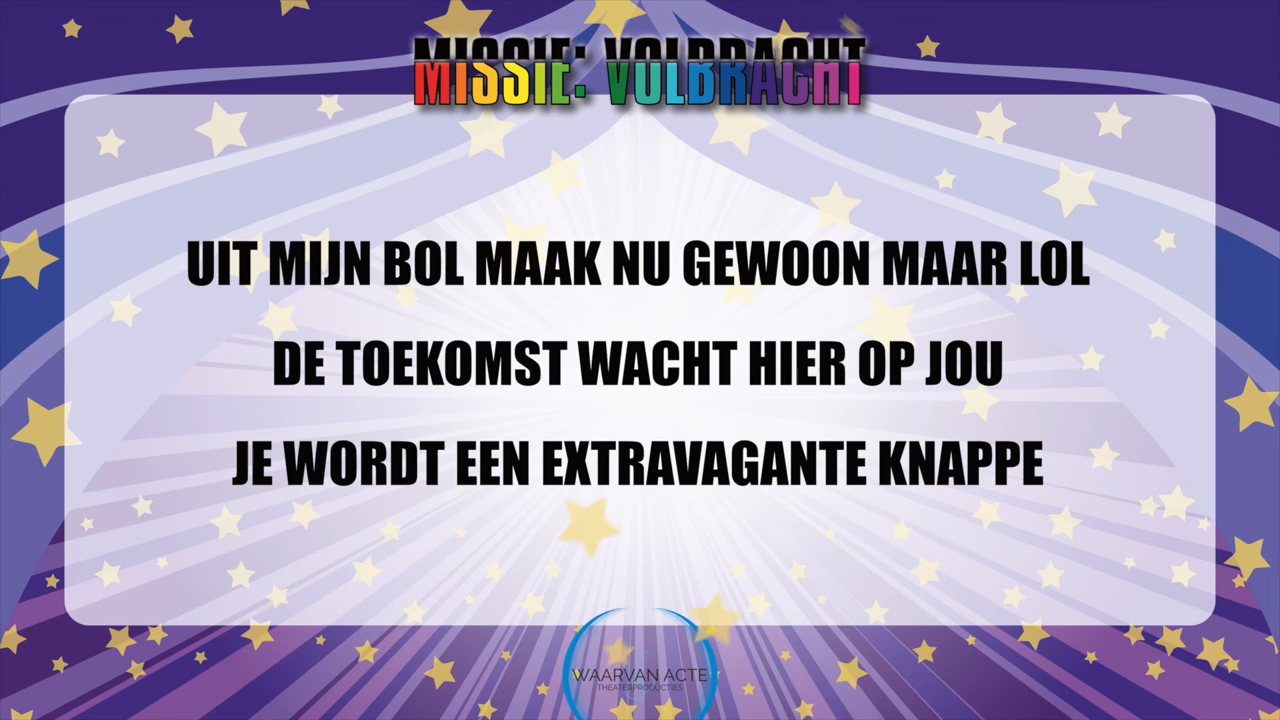 MISSIE: VOLBRACHT
UIT MIJN BOL MAAK NU GEWOON MAAR LOL
DE TOEKOMST WACHT HIER OP JOU
JE WORDT EEN EXTRAVAGANTE KNAPPE
WAARVAN ACTE
THEATERPRODUCTIES